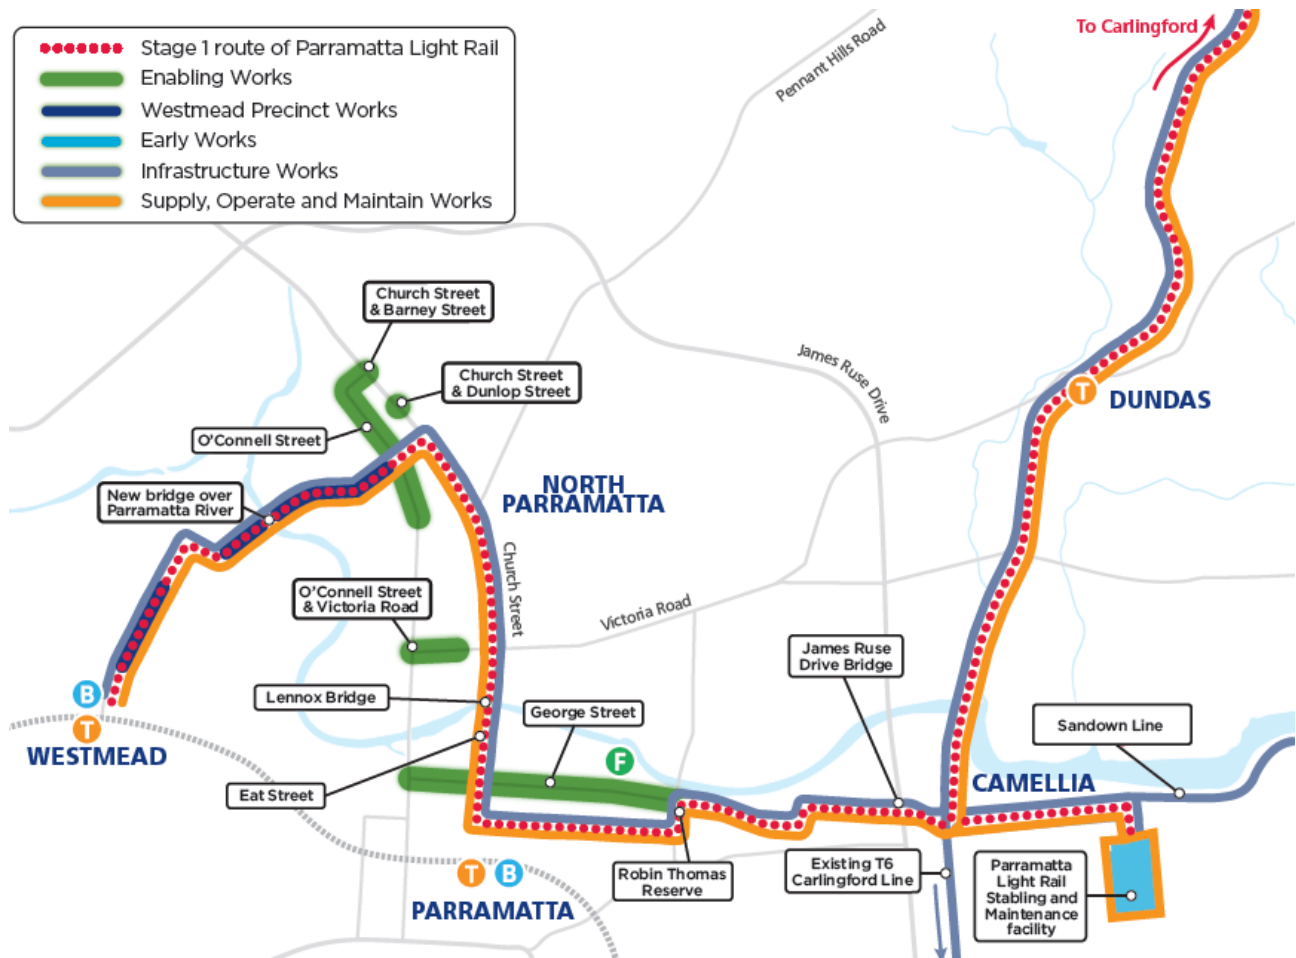 Stage 1 route of Parramatta Light Rail
Enabling Works
Westmead Precinct Works
Early Works
Infrastructure Works
Supply, Operate and Maintain Works
To Carlingford
Pennant Hills Road
Church Street
& Barney Street
Church Street
& Dunlop Street
James Ruse Drive
T
DUNDAS
O'Connell Street
New bridge over
Parramatta River
NORTH
PARRAMATTA
Church Street
O'Connell Street
& Victoria Road
Victoria Road
James Ruse
Drive Bridge
B
T
WESTMEAD
Lennox Bridge
George Street
Sandown Line
F
CAMELLIA
Eat Street
T B
PARRAMATTA
Robin Thomas
Reserve
Existing T6
Carlingford Line
Parramatta
Light Rail
Stabling and
Maintenance
facility